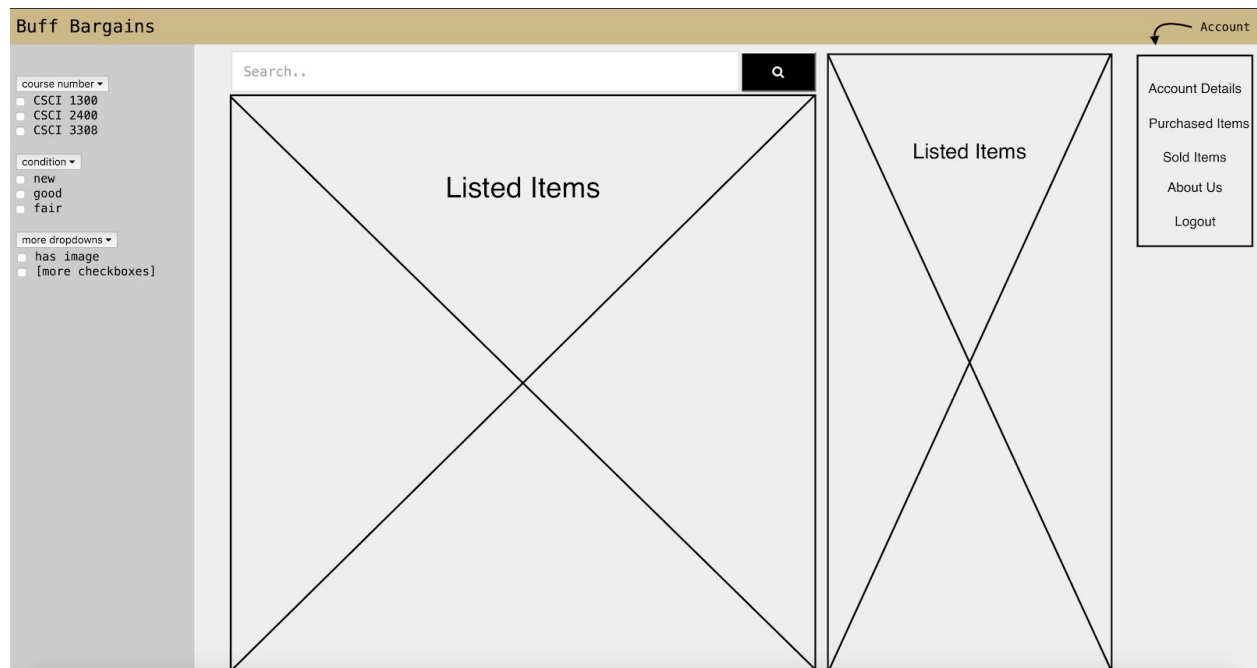 Buff Bargains
Account
course number
CSCI 1300
CSCI 2400
CSCI 3308
condition
new
good
fair
more dropdowns
has image
[more checkboxes]
Search..
Listed Items
Listed Items
Account Details
Purchased Items
Sold Items
About Us
Logout